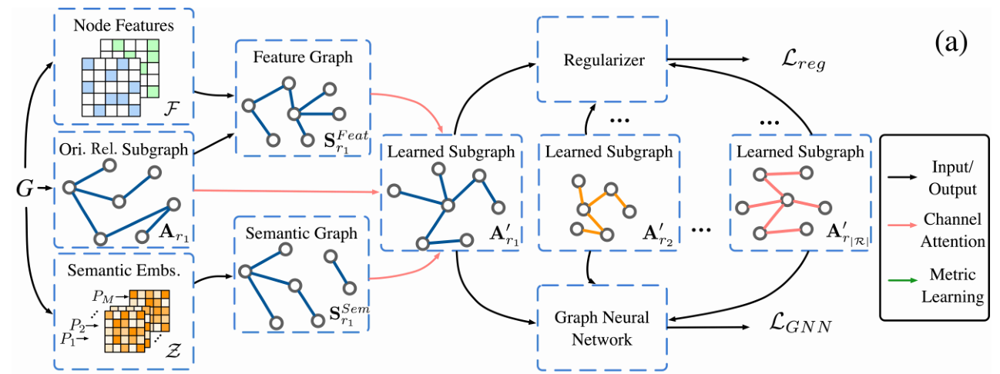 (a)
G
Node Features
ℱ
Ori. Rel. Subgraph
A_{r_1}
Semantic Embs.
P_M
P_2
P_1
𝒵
Feature Graph
S^{Feat}_{r_1}
Semantic Graph
S^{Sem}_{r_1}
Learned Subgraph
A'_{r_1}
Regularizer
ℒ_{reg}
...
...
Learned Subgraph
A'_{r_2}
...
Learned Subgraph
A'_{r_{|ℛ|}}
Graph Neural
Network
ℒ_{GNN}
Input/
Output
Channel
Attention
Metric
Learning